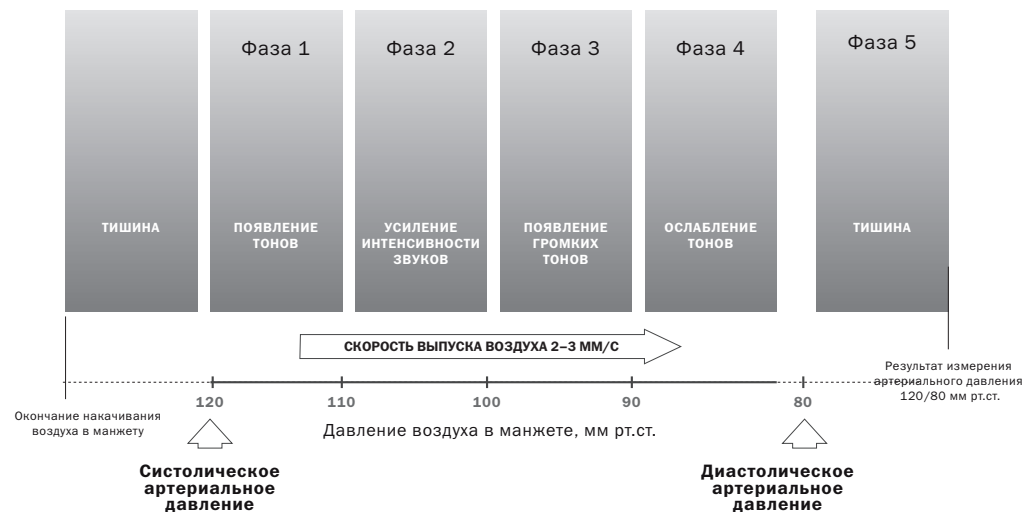 Фаза 1
Фаза 2
Фаза 3
Фаза 4
Фаза 5
ТИШИНА
ПОЯВЛЕНИЕ
ТОНОВ
УСИЛЕНИЕ
ИНТЕНСИВНОСТИ
ЗВУКОВ
ПОЯВЛЕНИЕ
ГРОМКИХ
ТОНОВ
ОСЛАБЛЕНИЕ
ТОНОВ
ТИШИНА
СКОРОСТЬ ВЫПУСКА ВОЗДУХА 2–3 ММ/С
Результат измерения
артериального давления
120/80 мм рт.ст.
120
110
100
90
80
Окончание накачивания
воздуха в манжету
Давление воздуха в манжете, мм рт.ст.
Систолическое
артериальное
давление
Диастолическое
артериальное
давление